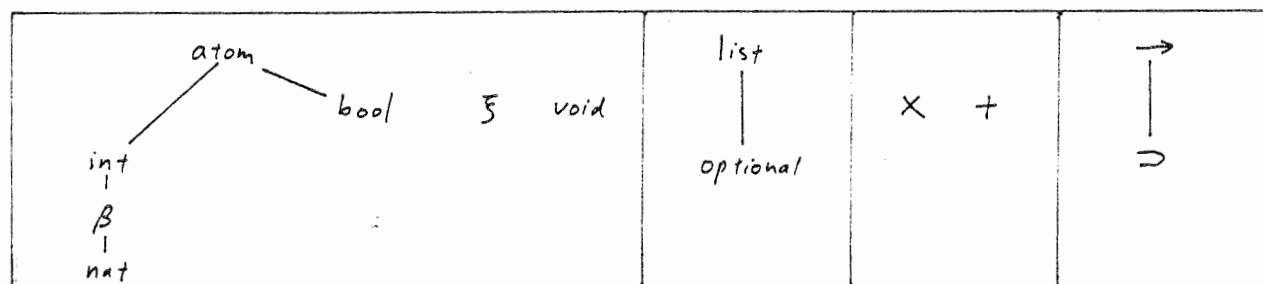 atom list →
bool ξ void × +
int optional ⊃
β
nat